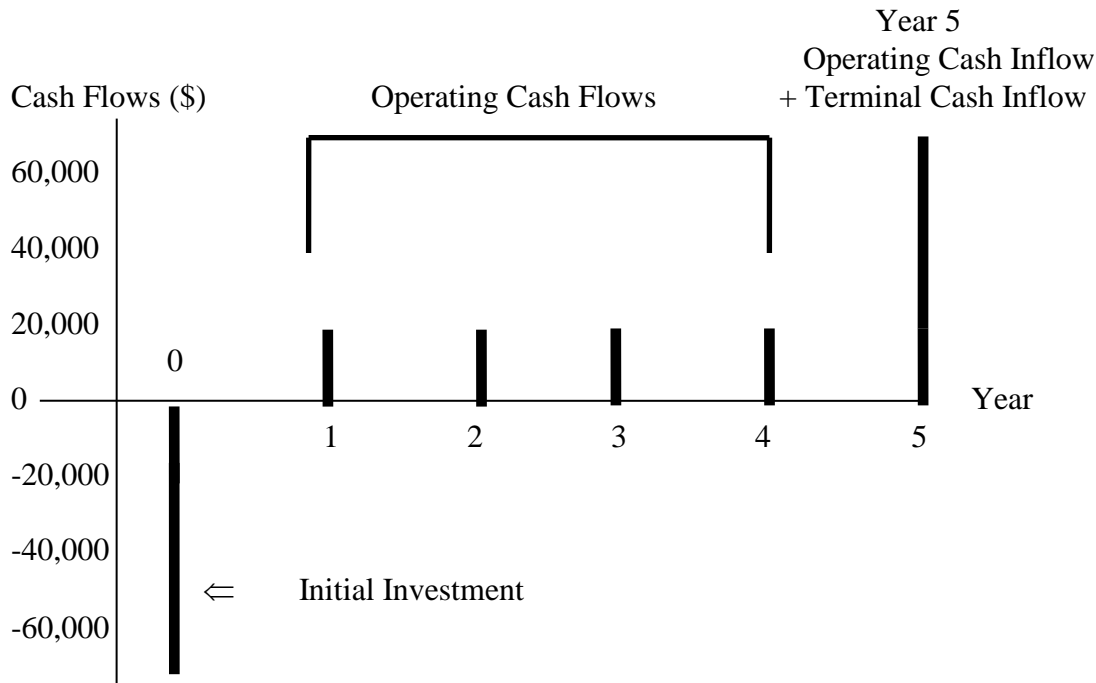 Year 5
Operating Cash Inflow
Cash Flows ($) Operating Cash Flows + Terminal Cash Inflow
60,000
40,000
20,000
0
0 Year
1 2 3 4 5
-20,000
-40,000
⇐ Initial Investment
-60,000